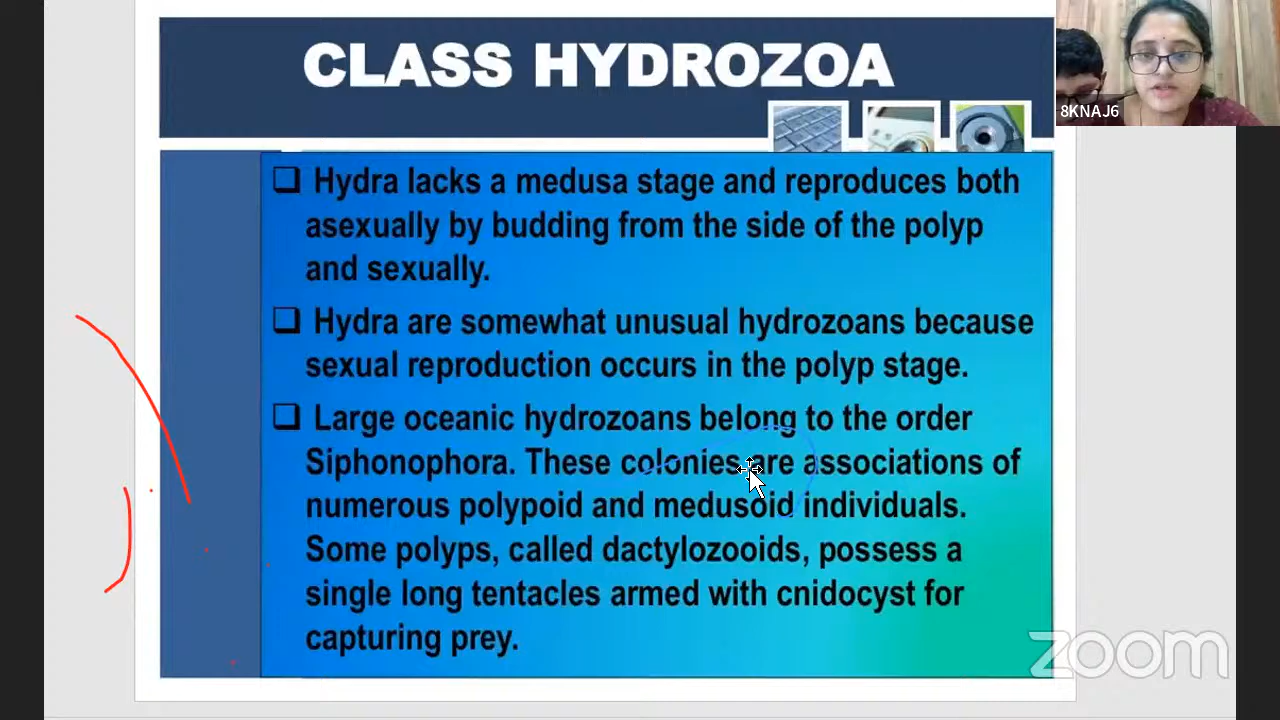 CLASS HYDROZOA
8KNAJ6
❑ Hydra lacks a medusa stage and reproduces both
asexually by budding from the side of the polyp
and sexually.
❑ Hydra are somewhat unusual hydrozoans because
sexual reproduction occurs in the polyp stage.
❑ Large oceanic hydrozoans belong to the order
Siphonophora. These colonies are associations of
numerous polypoid and medusoid individuals.
Some polyps, called dactylozooids, possess a
single long tentacles armed with cnidocyst for
capturing prey.
zoom